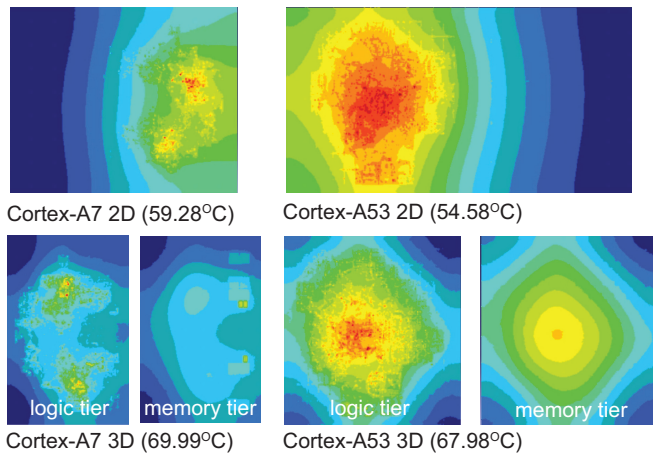 Cortex-A7 2D (59.28°C)
Cortex-A53 2D (54.58°C)
logic tier
memory tier
logic tier
memory tier
Cortex-A7 3D (69.99°C)
Cortex-A53 3D (67.98°C)